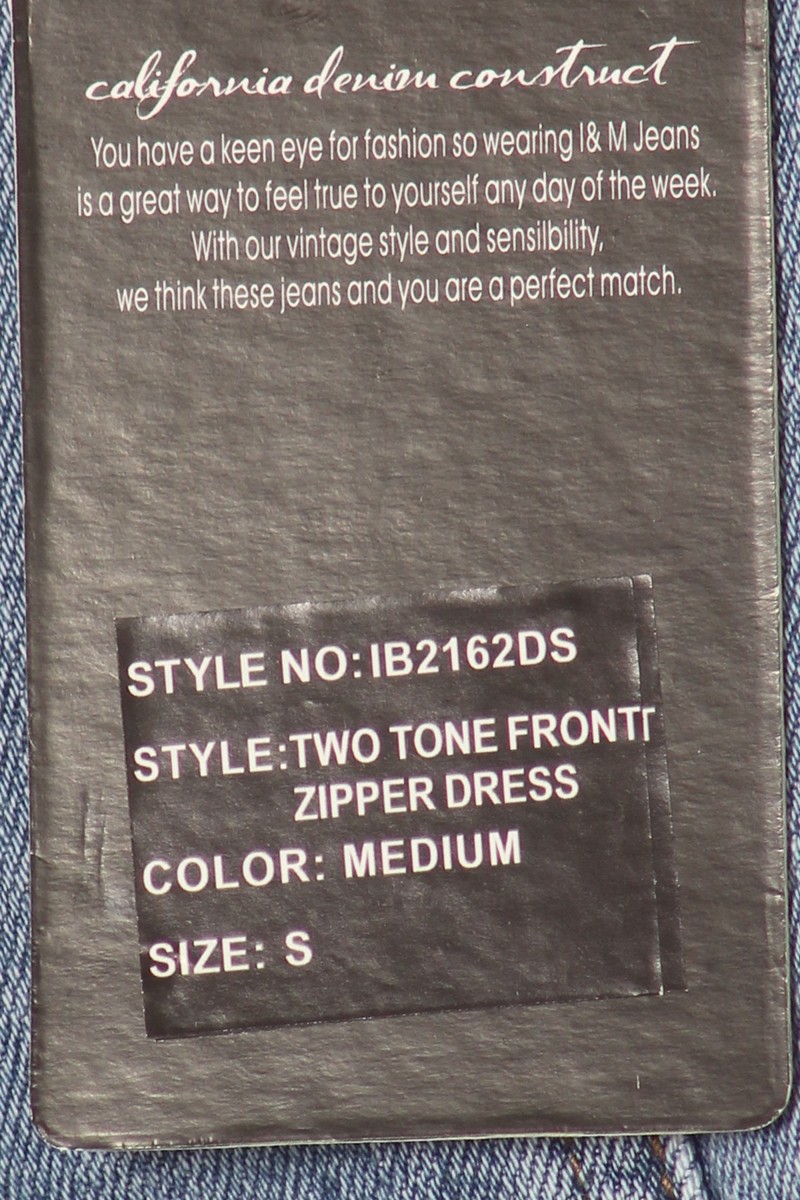 california denim construct
You have a keen eye for fashion so wearing I& M Jeans
is a great way to feel true to yourself any day of the week.
With our vintage style and sensilbility,
we think these jeans and you are a perfect match.
STYLE NO: IB2162DS
STYLE: TWO TONE FRONT
ZIPPER DRESS
COLOR: MEDIUM
SIZE: S